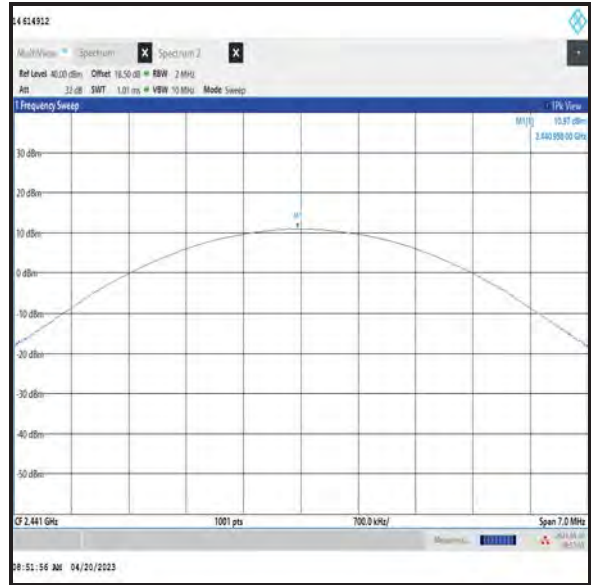 14 614912
MultiView Spectrum X Spectrum 2 X
Ref Level 40.00 dBm Offset 18.50 dB RBW 2 MHz
Att 32 dB SWT 1.01 ms VBW 10 MHz Mode Sweep
1 Frequency Sweep 1Pk View
M1[1] 10.97 dBm
2.440 958 00 GHz
30 dBm
20 dBm
M1
10 dBm
0 dBm
-10 dBm
-20 dBm
-30 dBm
-40 dBm
-50 dBm
CF 2.441 GHz 1001 pts 700.0 kHz/ Span 7.0 MHz
08:51:56 AM 04/20/2023